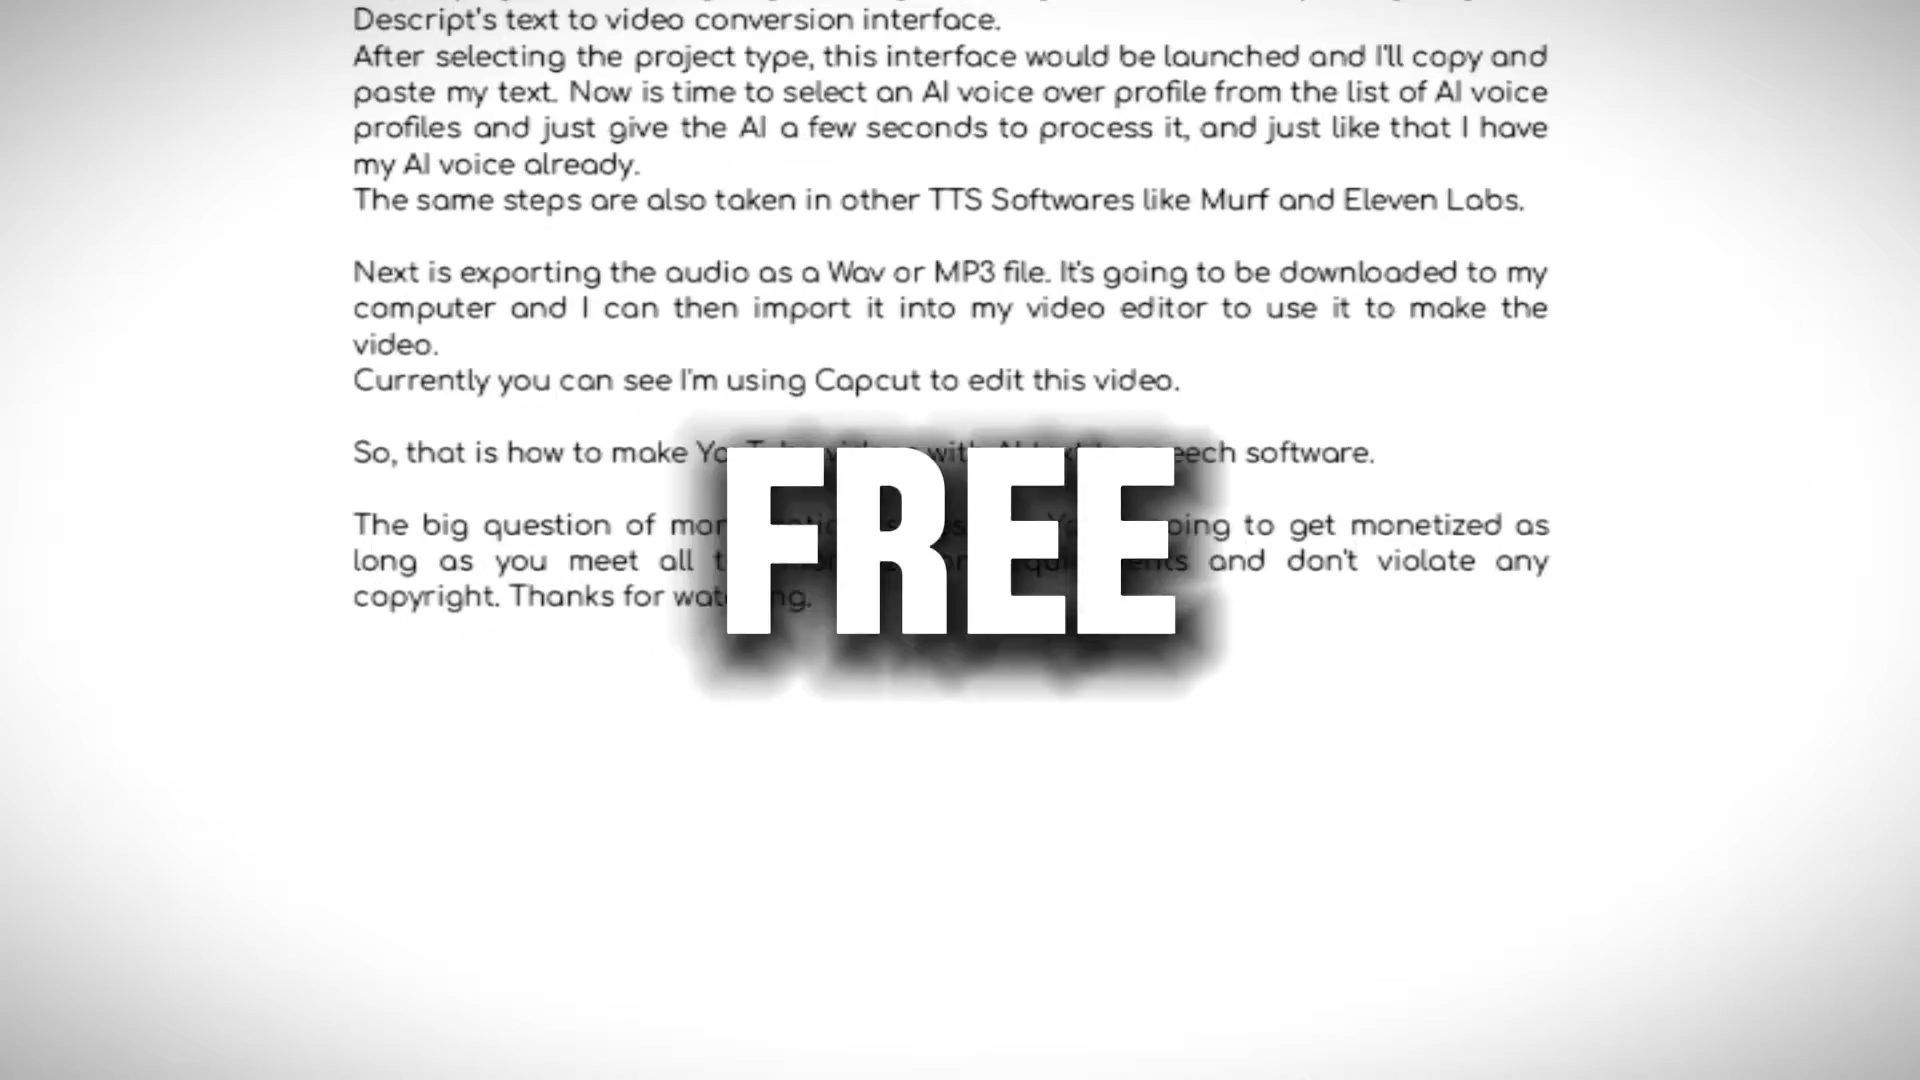 Descript's text to video conversion interface.
After selecting the project type, this interface would be launched and I'll copy and
paste my text. Now is time to select an AI voice over profile from the list of AI voice
profiles and just give the AI a few seconds to process it, and just like that I have
my AI voice already.
The same steps are also taken in other TTS Softwares like Murf and Eleven Labs.
Next is exporting the audio as a Wav or MP3 file. It's going to be downloaded to my
computer and I can then import it into my video editor to use it to make the
video.
Currently you can see I'm using Capcut to edit this video.
So, that is how to make with software.
FREE
The big question of to get monetized as
long as you meet all and don't violate any
copyright. Thanks for